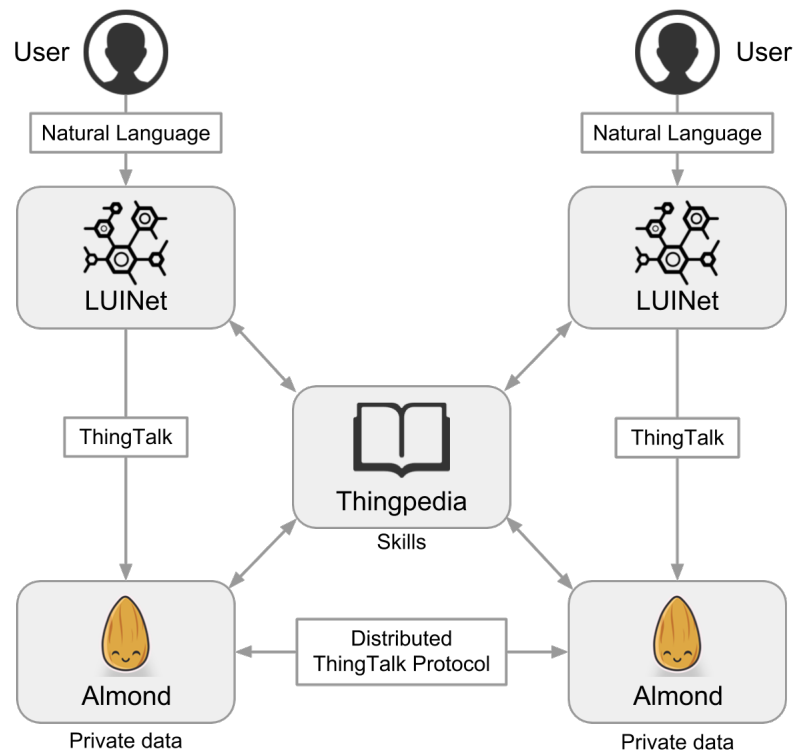 User
User
Natural Language
Natural Language
LUINet
LUINet
ThingTalk
ThingTalk
Thingpedia
Skills
Distributed
ThingTalk Protocol
Almond
Almond
Private data
Private data